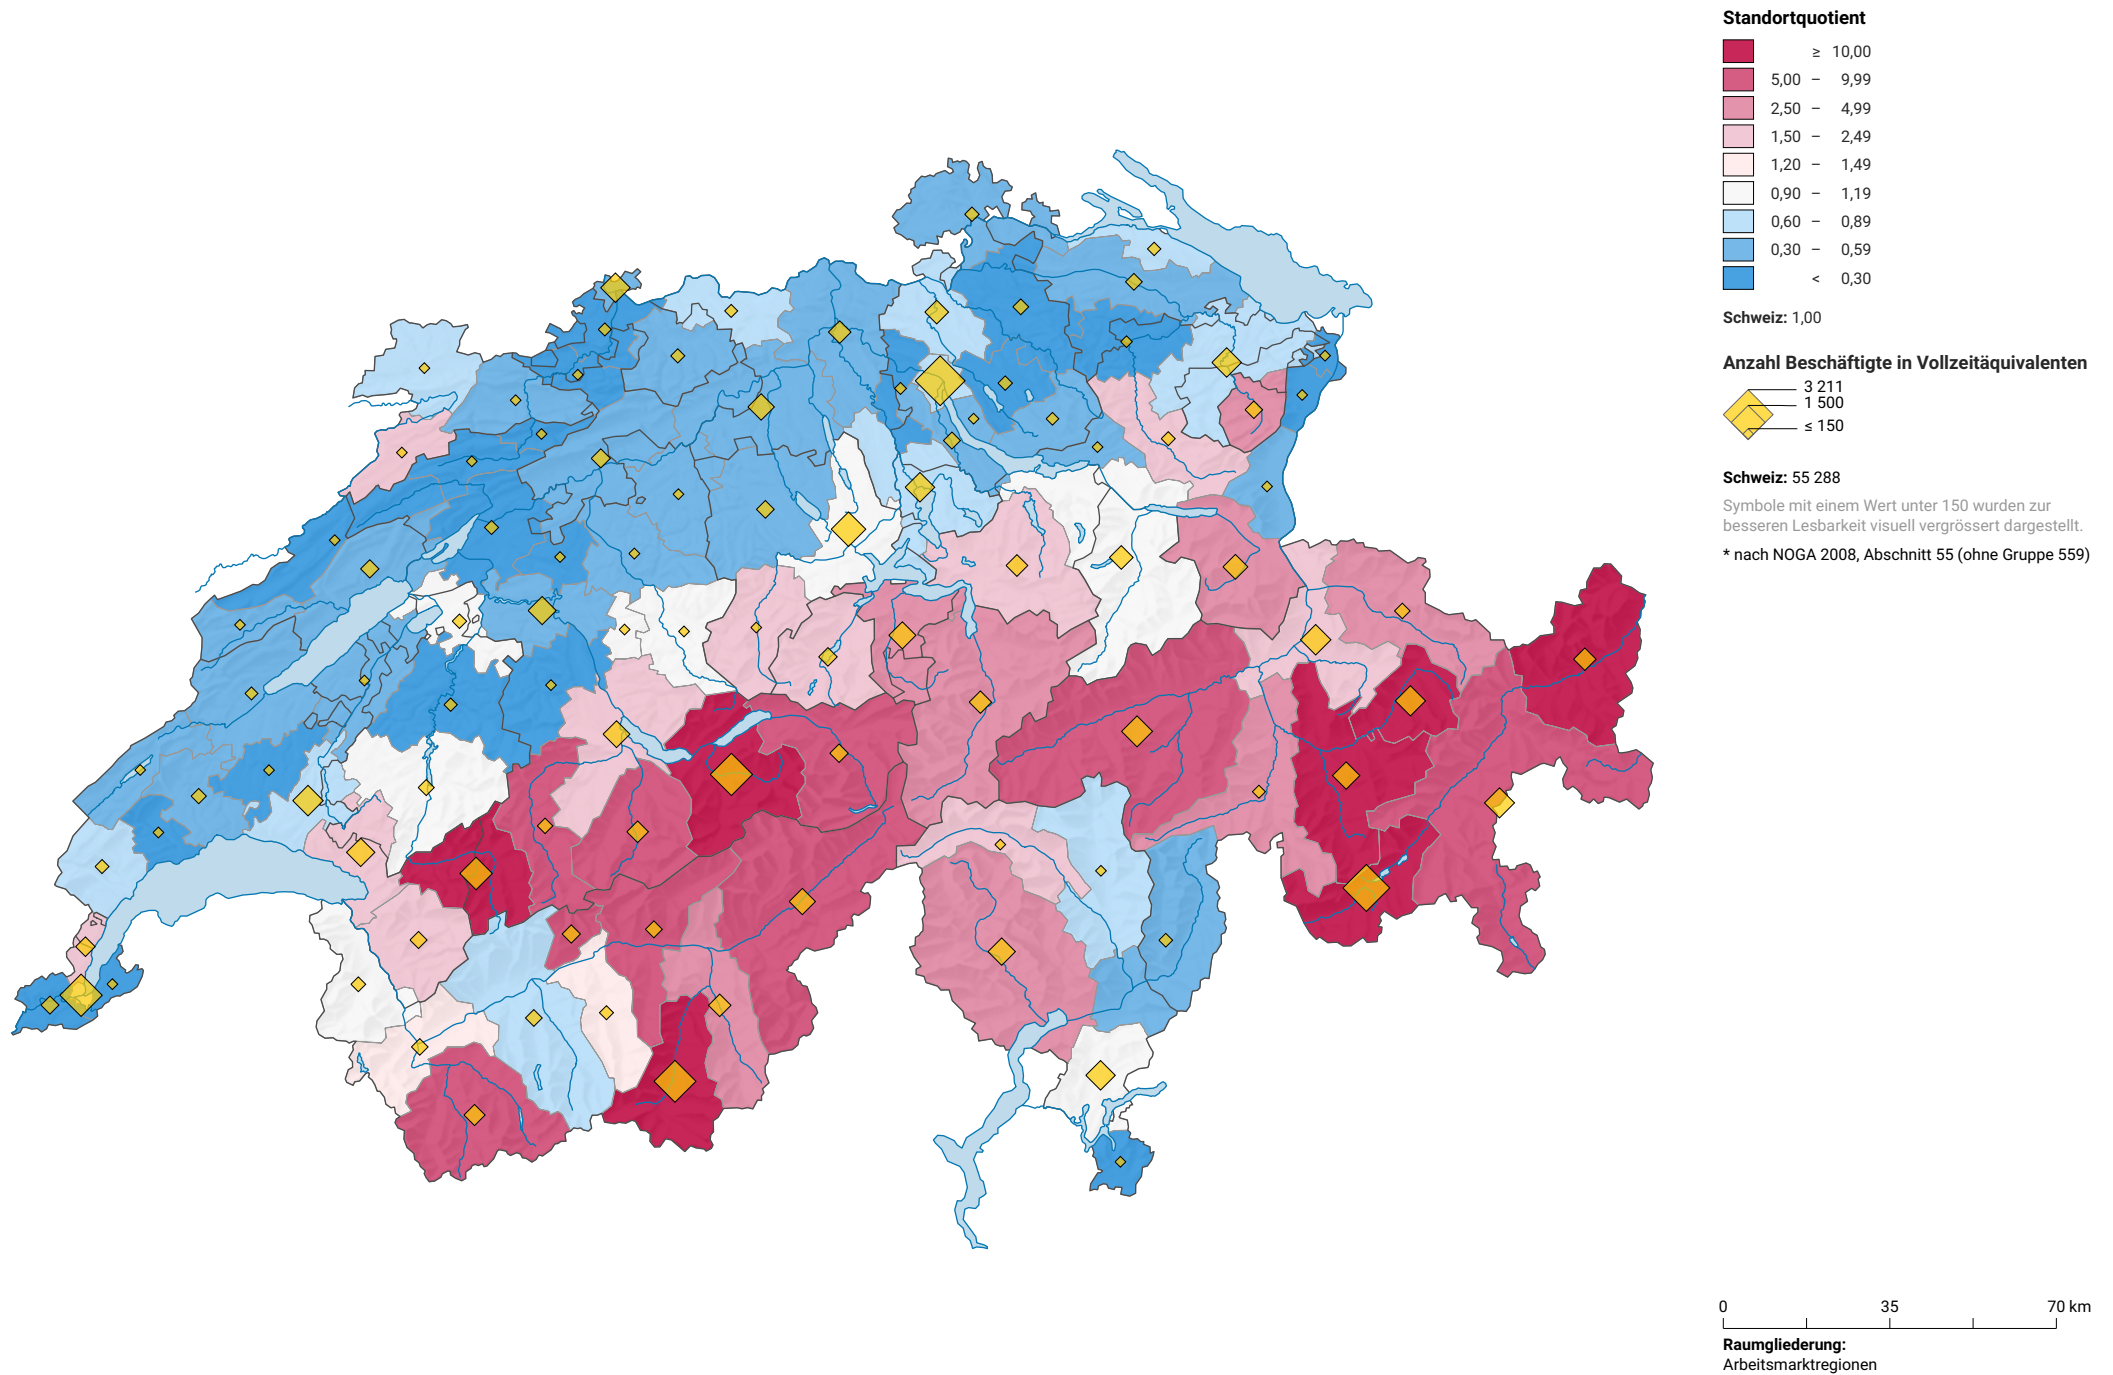 Standortquotient
≥ 10,00
5,00 – 9,99
2,50 – 4,99
1,50 – 2,49
1,20 – 1,49
0,90 – 1,19
0,60 – 0,89
0,30 – 0,59
< 0,30
Schweiz: 1,00
Anzahl Beschäftigte in Vollzeitäquivalenten
3 211
1 500
≤ 150
Schweiz: 55 288
Symbole mit einem Wert unter 150 wurden zur
besseren Lesbarkeit visuell vergrössert dargestellt.
* nach NOGA 2008, Abschnitt 55 (ohne Gruppe 559)
0 35 70 km
Raumgliederung:
Arbeitsmarktregionen